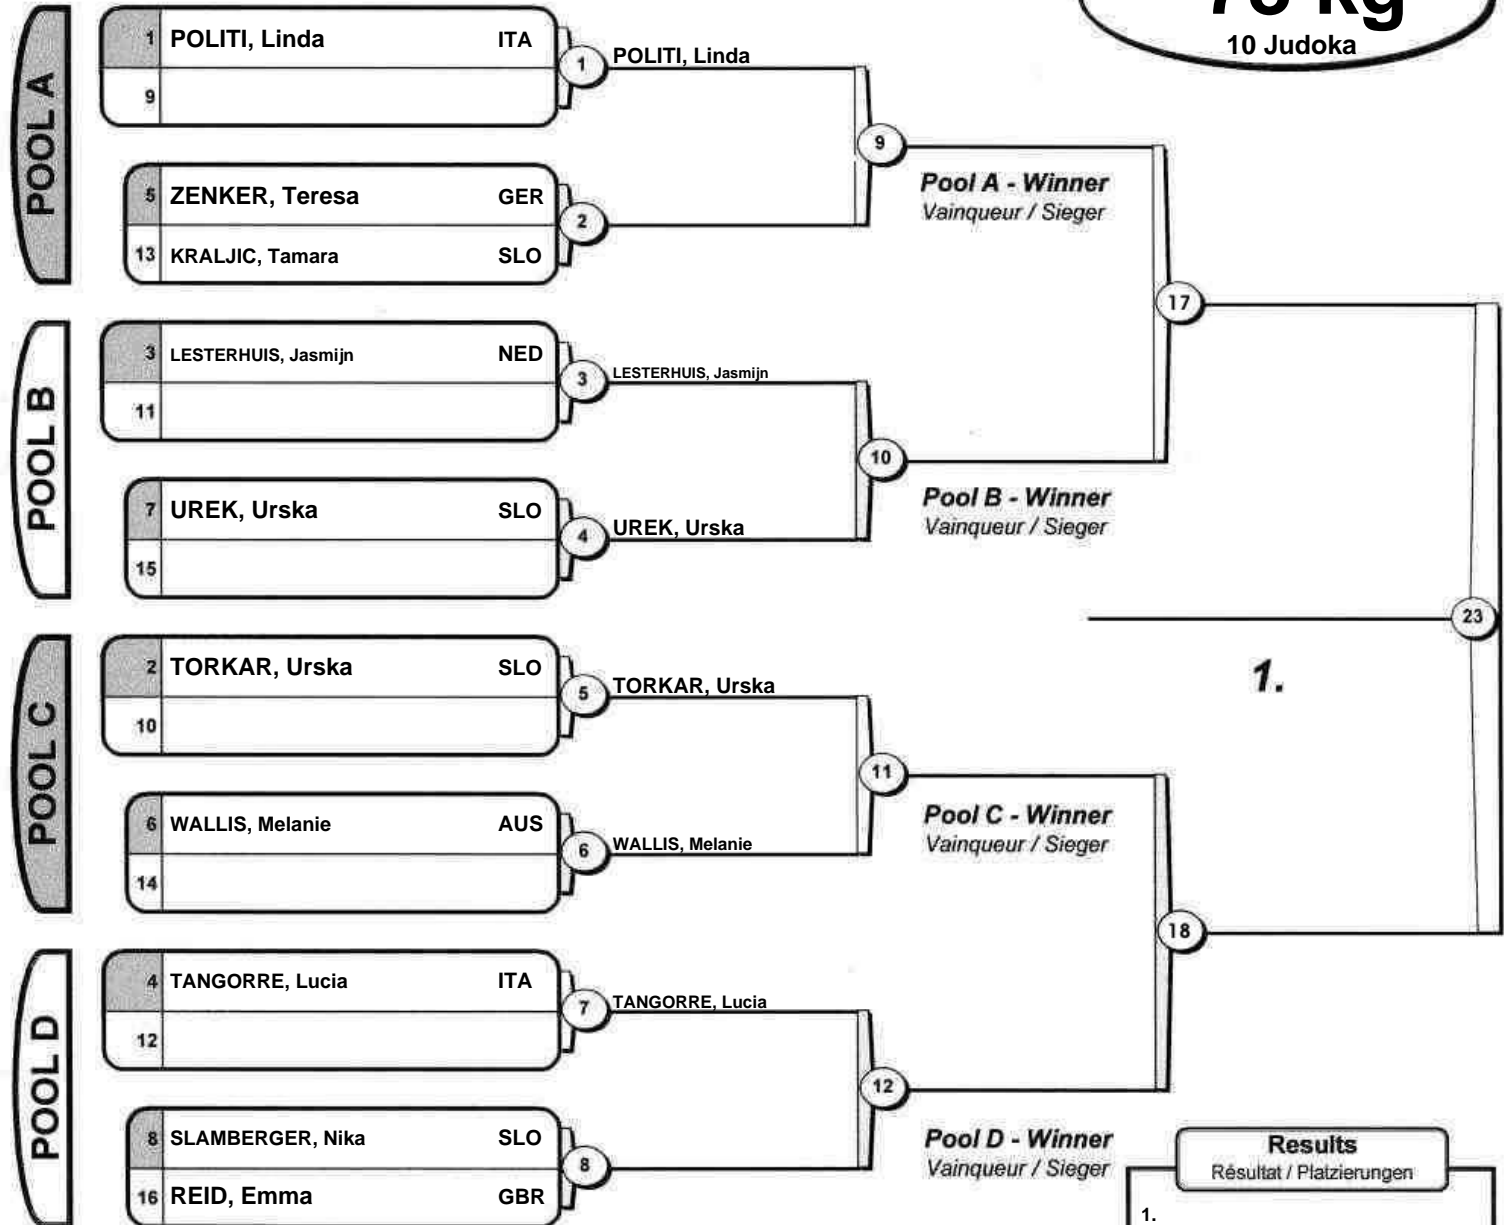 78 kg
10 Judoka
POOL A
1 POLITI, Linda ITA
9
1 POLITI, Linda
5 ZENKER, Teresa GER
13 KRALJIC, Tamara SLO
2
9
Pool A - Winner
Vainqueur / Sieger
17
POOL B
3 LESTERHUIS, Jasmijn NED
11
3 LESTERHUIS, Jasmijn
7 UREK, Urska SLO
15
4 UREK, Urska
10
Pool B - Winner
Vainqueur / Sieger
23
1.
POOL C
2 TORKAR, Urska SLO
10
5 TORKAR, Urska
6 WALLIS, Melanie AUS
14
6 WALLIS, Melanie
11
Pool C - Winner
Vainqueur / Sieger
18
POOL D
4 TANGORRE, Lucia ITA
12
7 TANGORRE, Lucia
8 SLAMBERGER, Nika SLO
16 REID, Emma GBR
8
12
Pool D - Winner
Vainqueur / Sieger
Results
Résultat / Platzierungen
1.